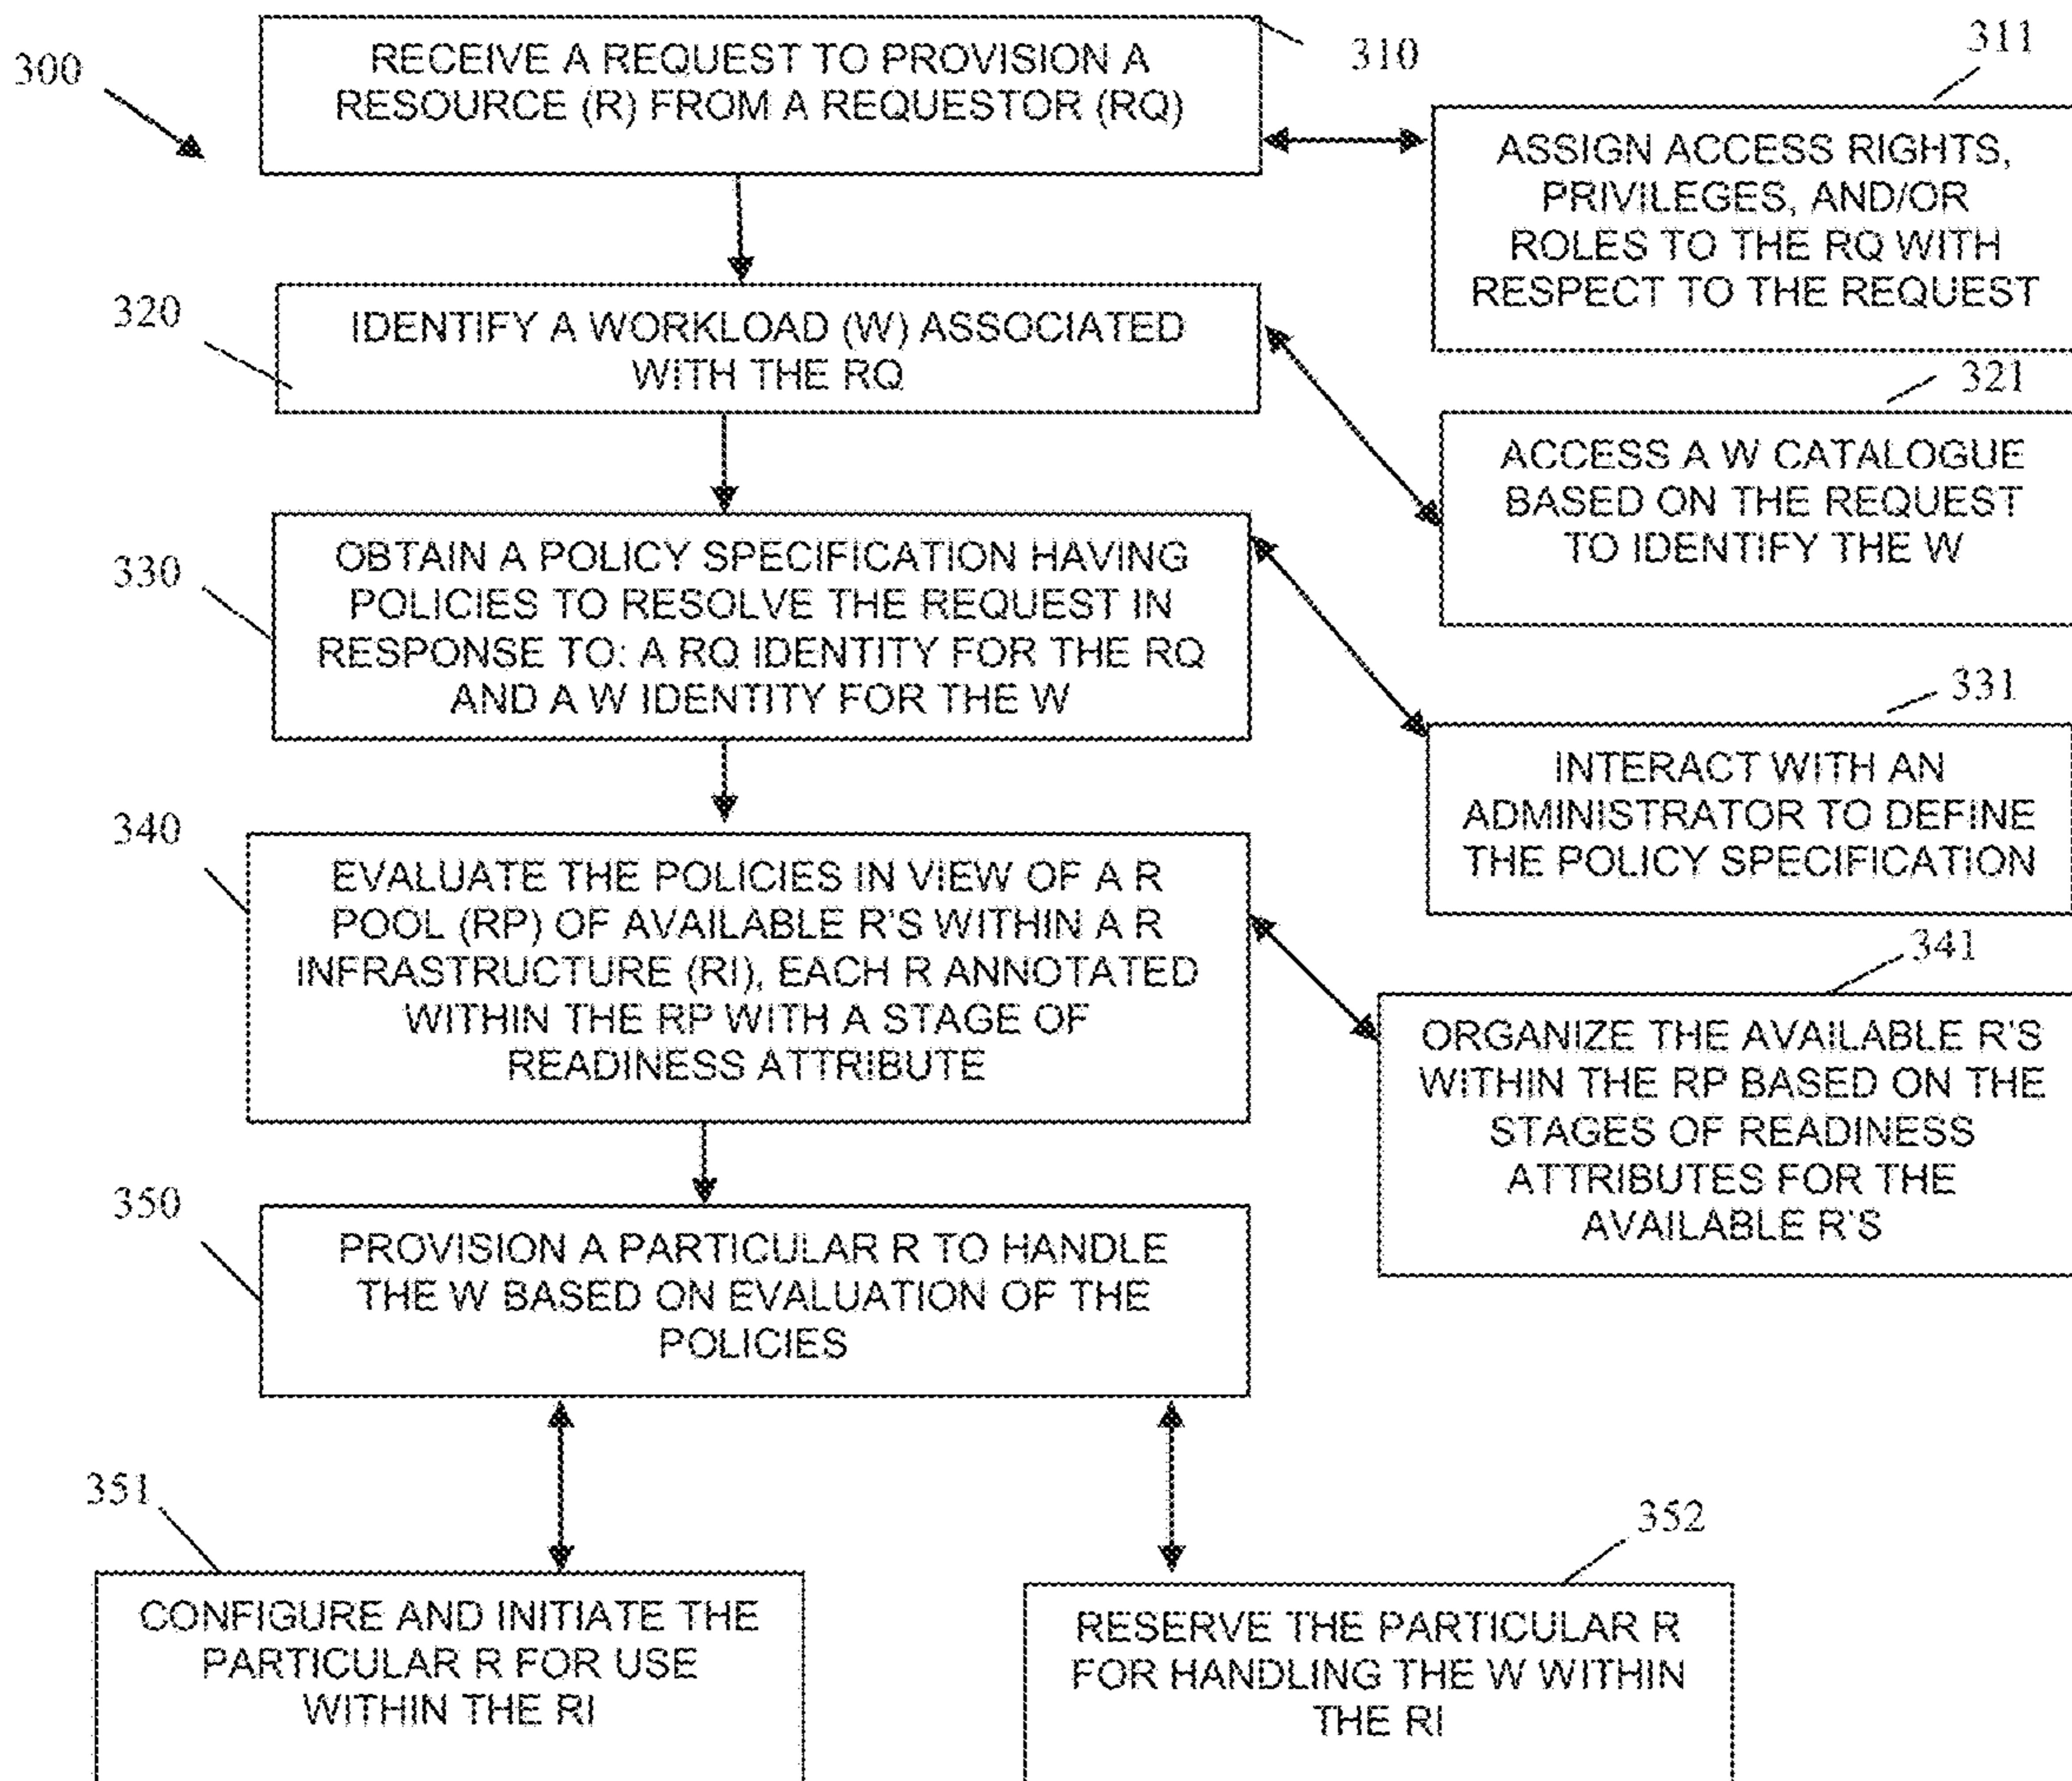 300
RECEIVE A REQUEST TO PROVISION A
RESOURCE (R) FROM A REQUESTOR (RQ)
310
311
ASSIGN ACCESS RIGHTS,
PRIVILEGES, AND/OR
ROLES TO THE RQ WITH
RESPECT TO THE REQUEST
320
IDENTIFY A WORKLOAD (W) ASSOCIATED
WITH THE RQ
321
ACCESS A W CATALOGUE
BASED ON THE REQUEST
TO IDENTIFY THE W
330
OBTAIN A POLICY SPECIFICATION HAVING
POLICIES TO RESOLVE THE REQUEST IN
RESPONSE TO: A RQ IDENTITY FOR THE RQ
AND A W IDENTITY FOR THE W
331
INTERACT WITH AN
ADMINISTRATOR TO DEFINE
THE POLICY SPECIFICATION
340
EVALUATE THE POLICIES IN VIEW OF A R
POOL (RP) OF AVAILABLE R'S WITHIN A R
INFRASTRUCTURE (RI), EACH R ANNOTATED
WITHIN THE RP WITH A STAGE OF
READINESS ATTRIBUTE
341
ORGANIZE THE AVAILABLE R'S
WITHIN THE RP BASED ON THE
STAGES OF READINESS
ATTRIBUTES FOR THE
AVAILABLE R'S
350
PROVISION A PARTICULAR R TO HANDLE
THE W BASED ON EVALUATION OF THE
POLICIES
351
CONFIGURE AND INITIATE THE
PARTICULAR R FOR USE
WITHIN THE RI
352
RESERVE THE PARTICULAR R
FOR HANDLING THE W WITHIN
THE RI